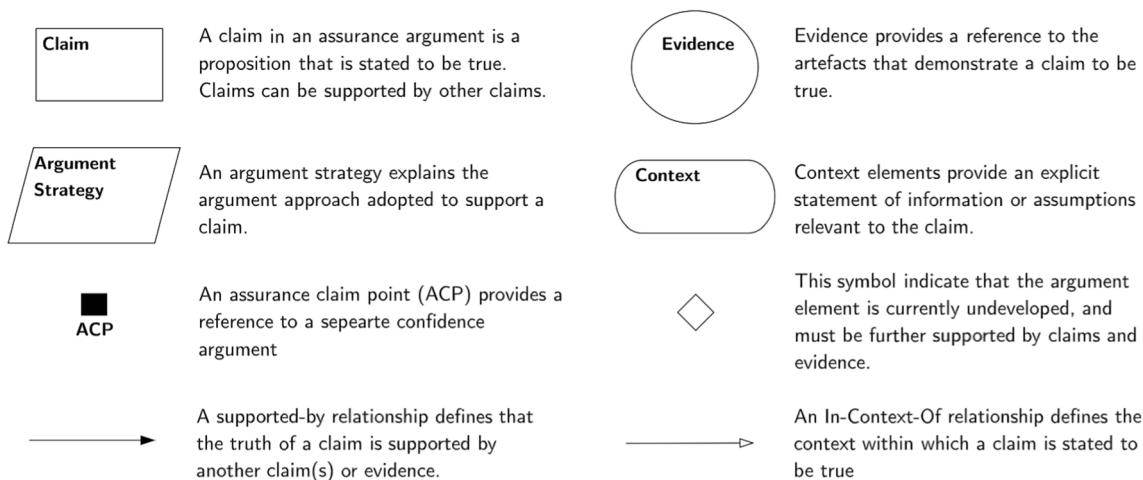 Claim
A claim in an assurance argument is a
proposition that is stated to be true.
Claims can be supported by other claims.
Evidence
Evidence provides a reference to the
artefacts that demonstrate a claim to be
true.
Argument
Strategy
An argument strategy explains the
argument approach adopted to support a
claim.
Context
Context elements provide an explicit
statement of information or assumptions
relevant to the claim.
ACP
An assurance claim point (ACP) provides a
reference to a sepearte confidence
argument
This symbol indicate that the argument
element is currently undeveloped, and
must be further supported by claims and
evidence.
A supported-by relationship defines that
the truth of a claim is supported by
another claim(s) or evidence.
An In-Context-Of relationship defines the
context within which a claim is stated to
be true